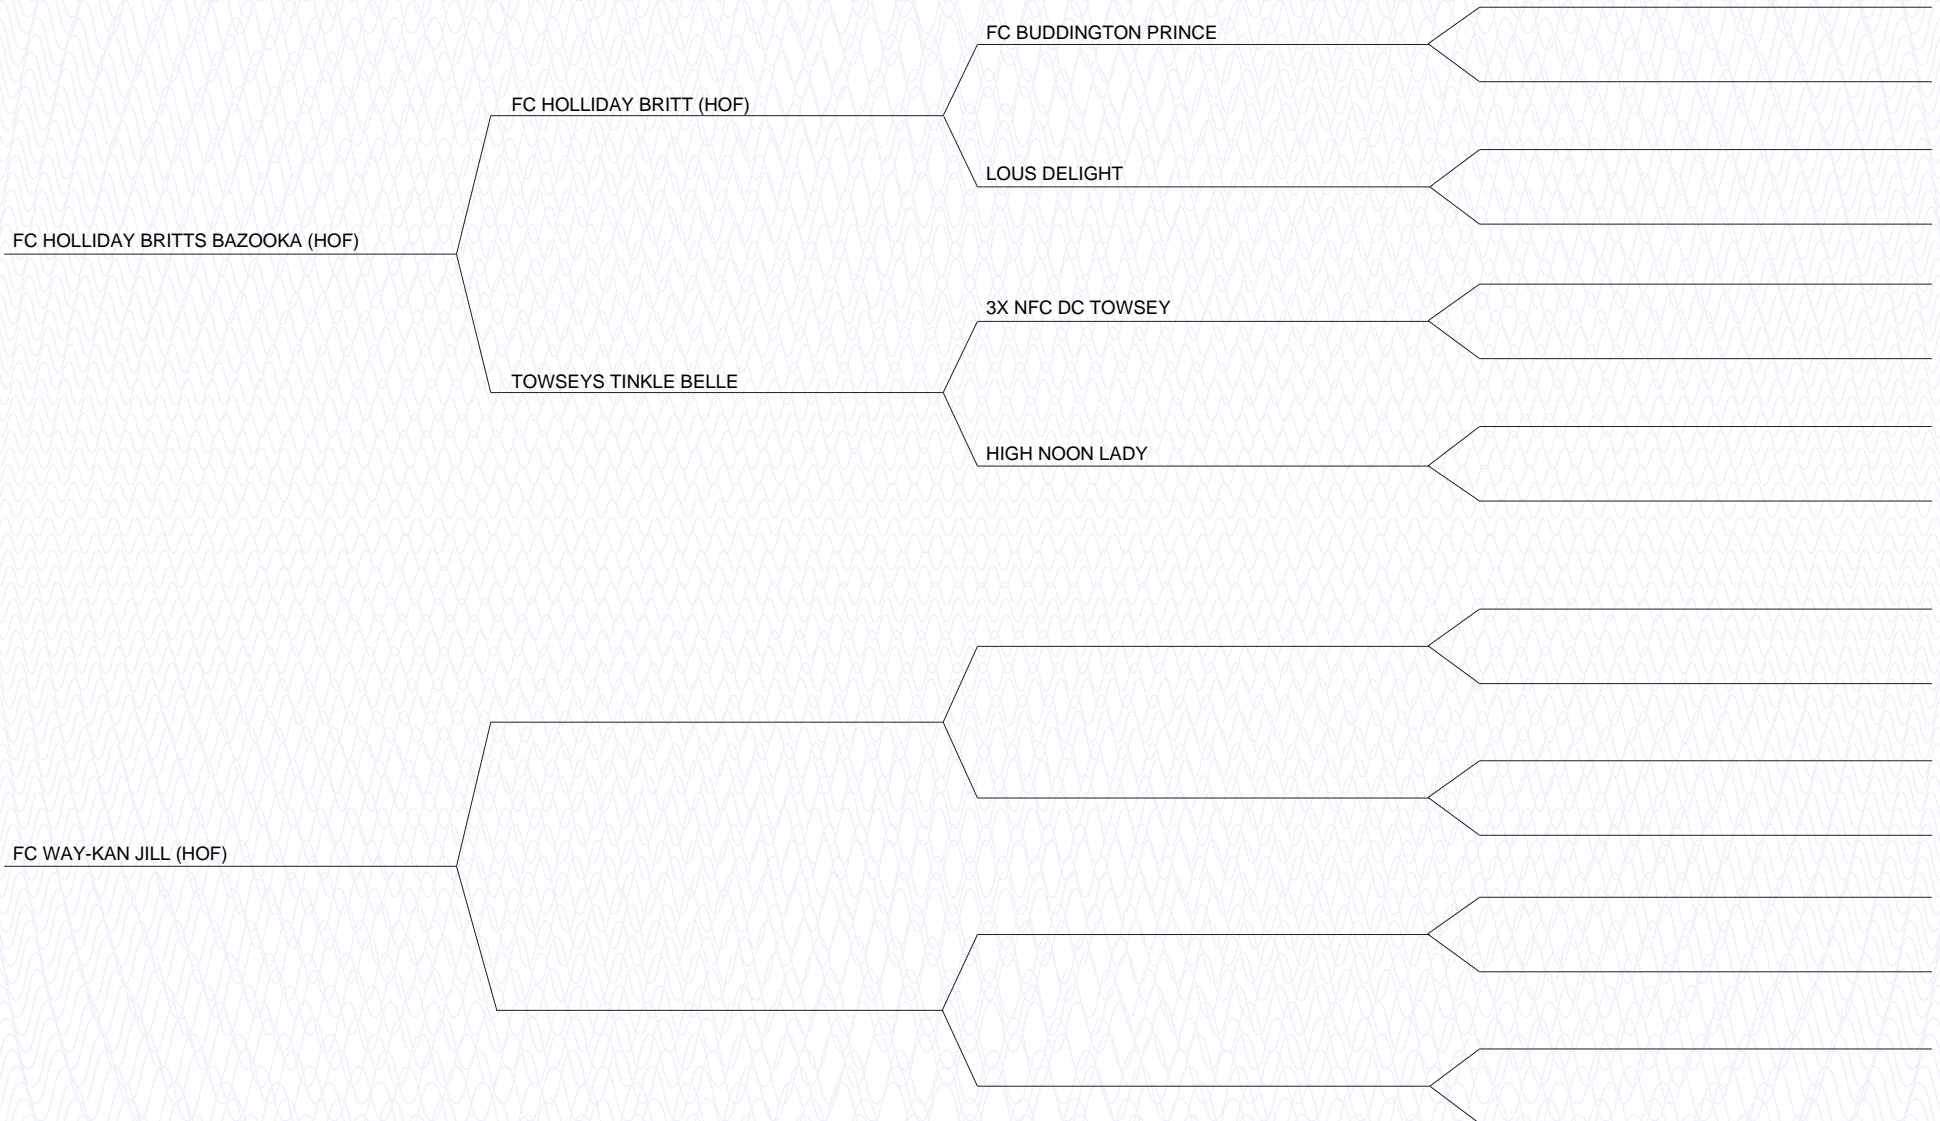 FC BUDDINGTON PRINCE
FC HOLLIDAY BRITT (HOF)
LOUS DELIGHT
FC HOLLIDAY BRITTS BAZOOKA (HOF)
3X NFC DC TOWSEY
TOWSEYS TINKLE BELLE
HIGH NOON LADY
FC WAY-KAN JILL (HOF)